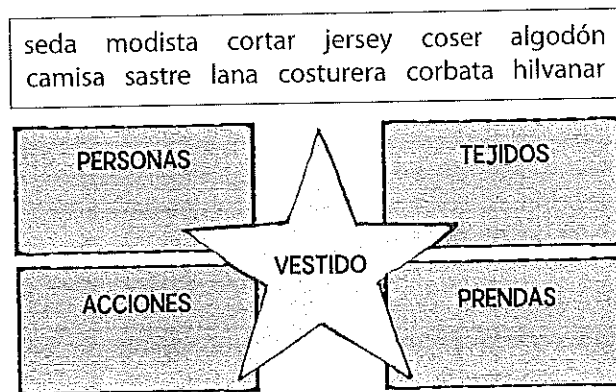 seda modista cortar jersey coser algodón
camisa sastre lana costurera corbata hilvanar
PERSONAS
TEJIDOS
VESTIDO
ACCIONES
PRENDAS